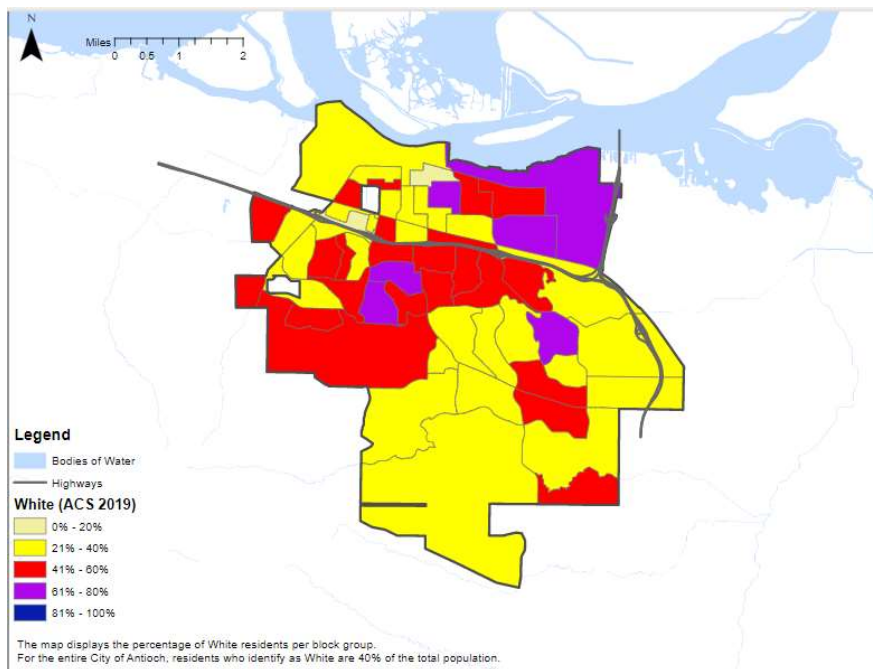 N
Miles
0 0.5 1 2
Legend
Bodies of Water
Highways
White (ACS 2019)
0% - 20%
21% - 40%
41% - 60%
61% - 80%
81% - 100%
The map displays the percentage of White residents per block group.
For the entire City of Antioch, residents who identify as White are 40% of the total population.